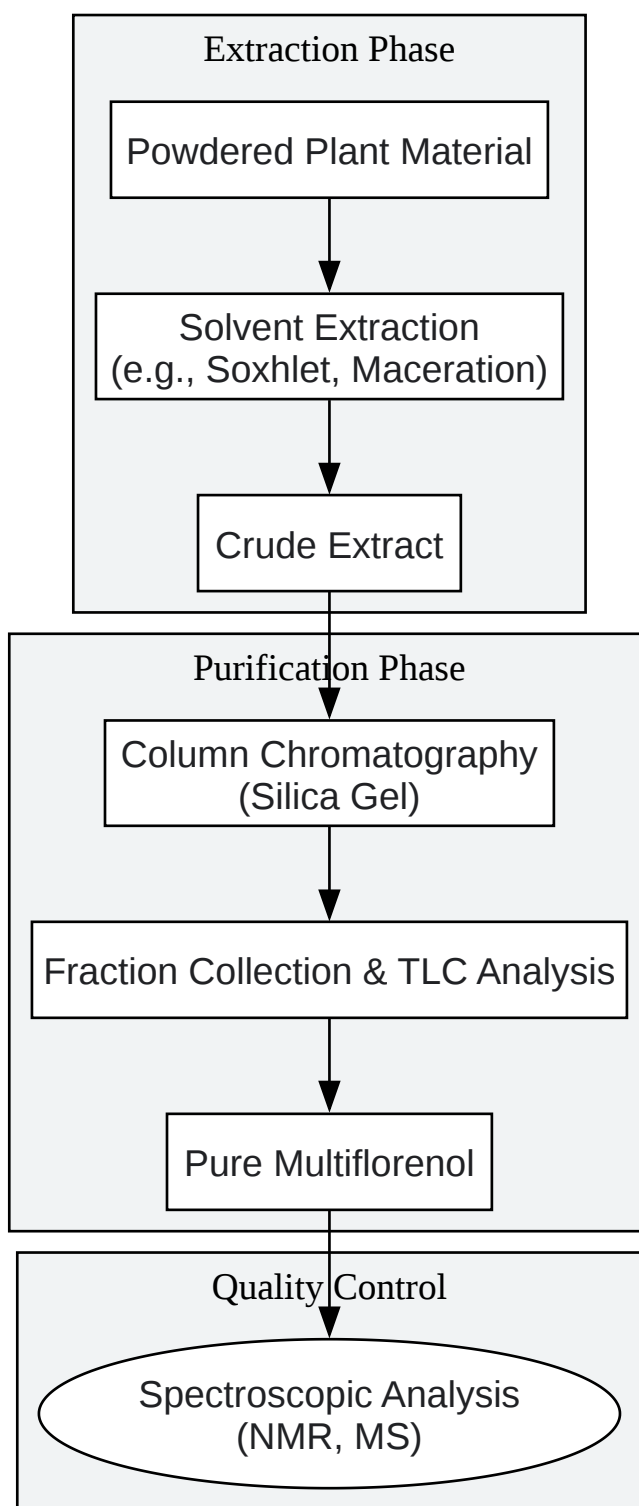 Extraction Phase
Powdered Plant Material
Solvent Extraction
(e.g., Soxhlet, Maceration)
Crude Extract
Purification Phase
Column Chromatography
(Silica Gel)
Fraction Collection & TLC Analysis
Pure Multiflorenol
Quality Control
Spectroscopic Analysis
(NMR, MS)